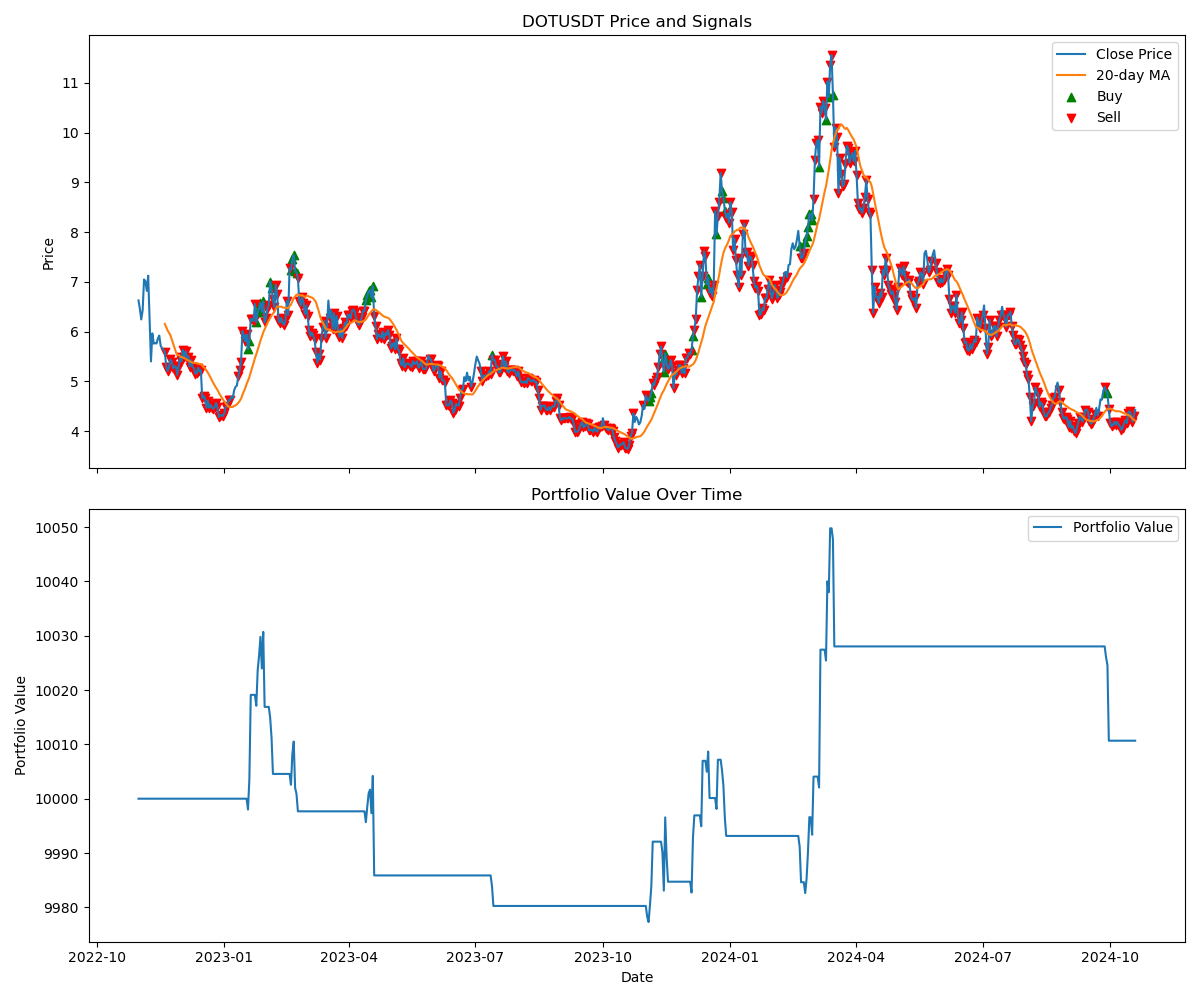 DOTUSDT Price and Signals
Close Price
20-day MA
Buy
Sell
Price
11
10
9
8
7
6
5
4
Portfolio Value Over Time
Portfolio Value
Portfolio Value
10050
10040
10030
10020
10010
10000
9990
9980
2022-10
2023-01
2023-04
2023-07
2023-10
2024-01
2024-04
2024-07
2024-10
Date